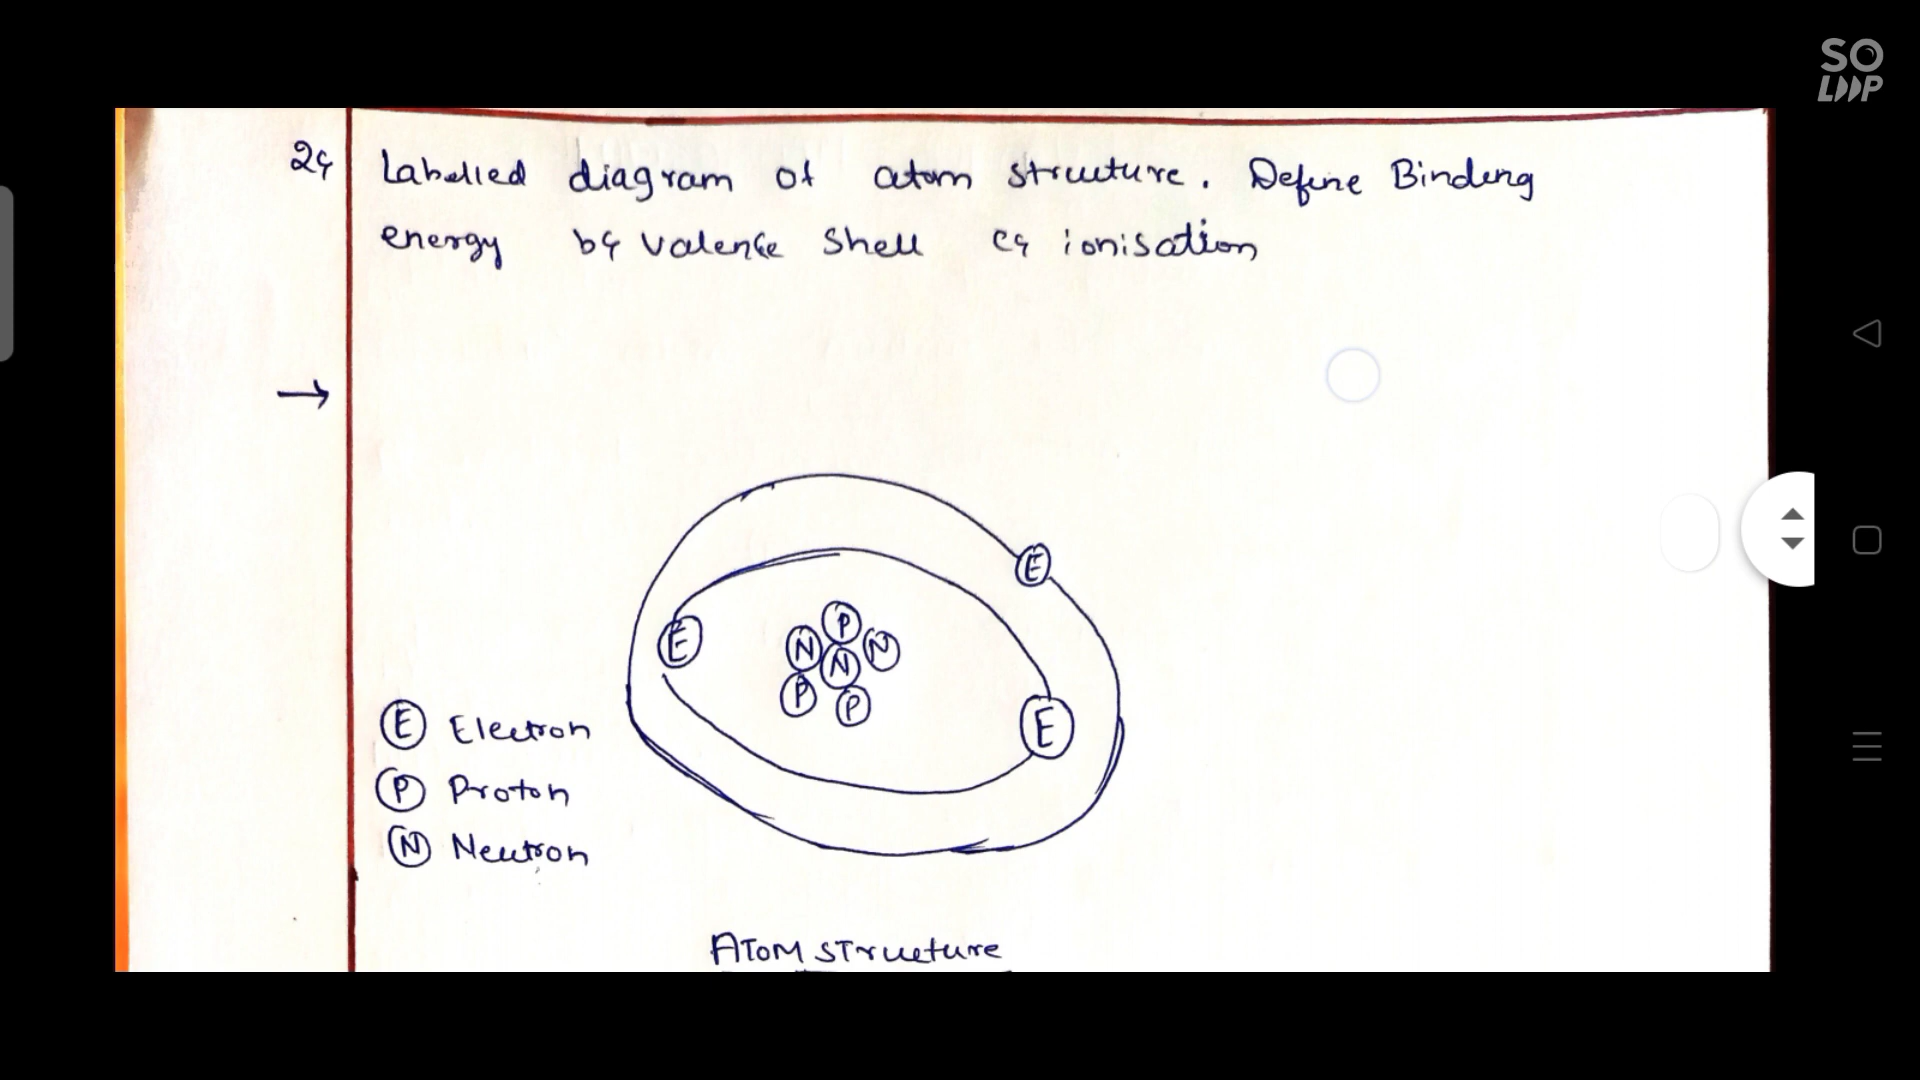 SO
LOOP
2) Labelled diagram of atom structure. Define Binding
energy b) Valence Shell c) ionisation
E
E
P
N
N
N
P
P
E
E Electron
P Proton
N Neutron
ATOM STructure